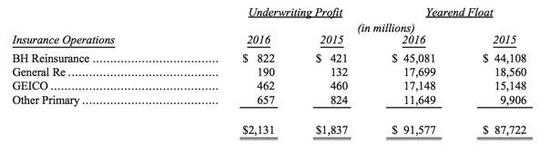 Underwriting Profit Yearend Float
(in millions)
Insurance Operations 2016 2015 2016 2015
BH Reinsurance ................................ $ 822 $ 421 $ 45,081 $ 44,108
General Re ................................ 190 132 17,699 18,560
GEICO ................................ 462 460 17,148 15,148
Other Primary ................................ 657 824 11,649 9,906
$2,131 $1,837 $ 91,577 $ 87,722